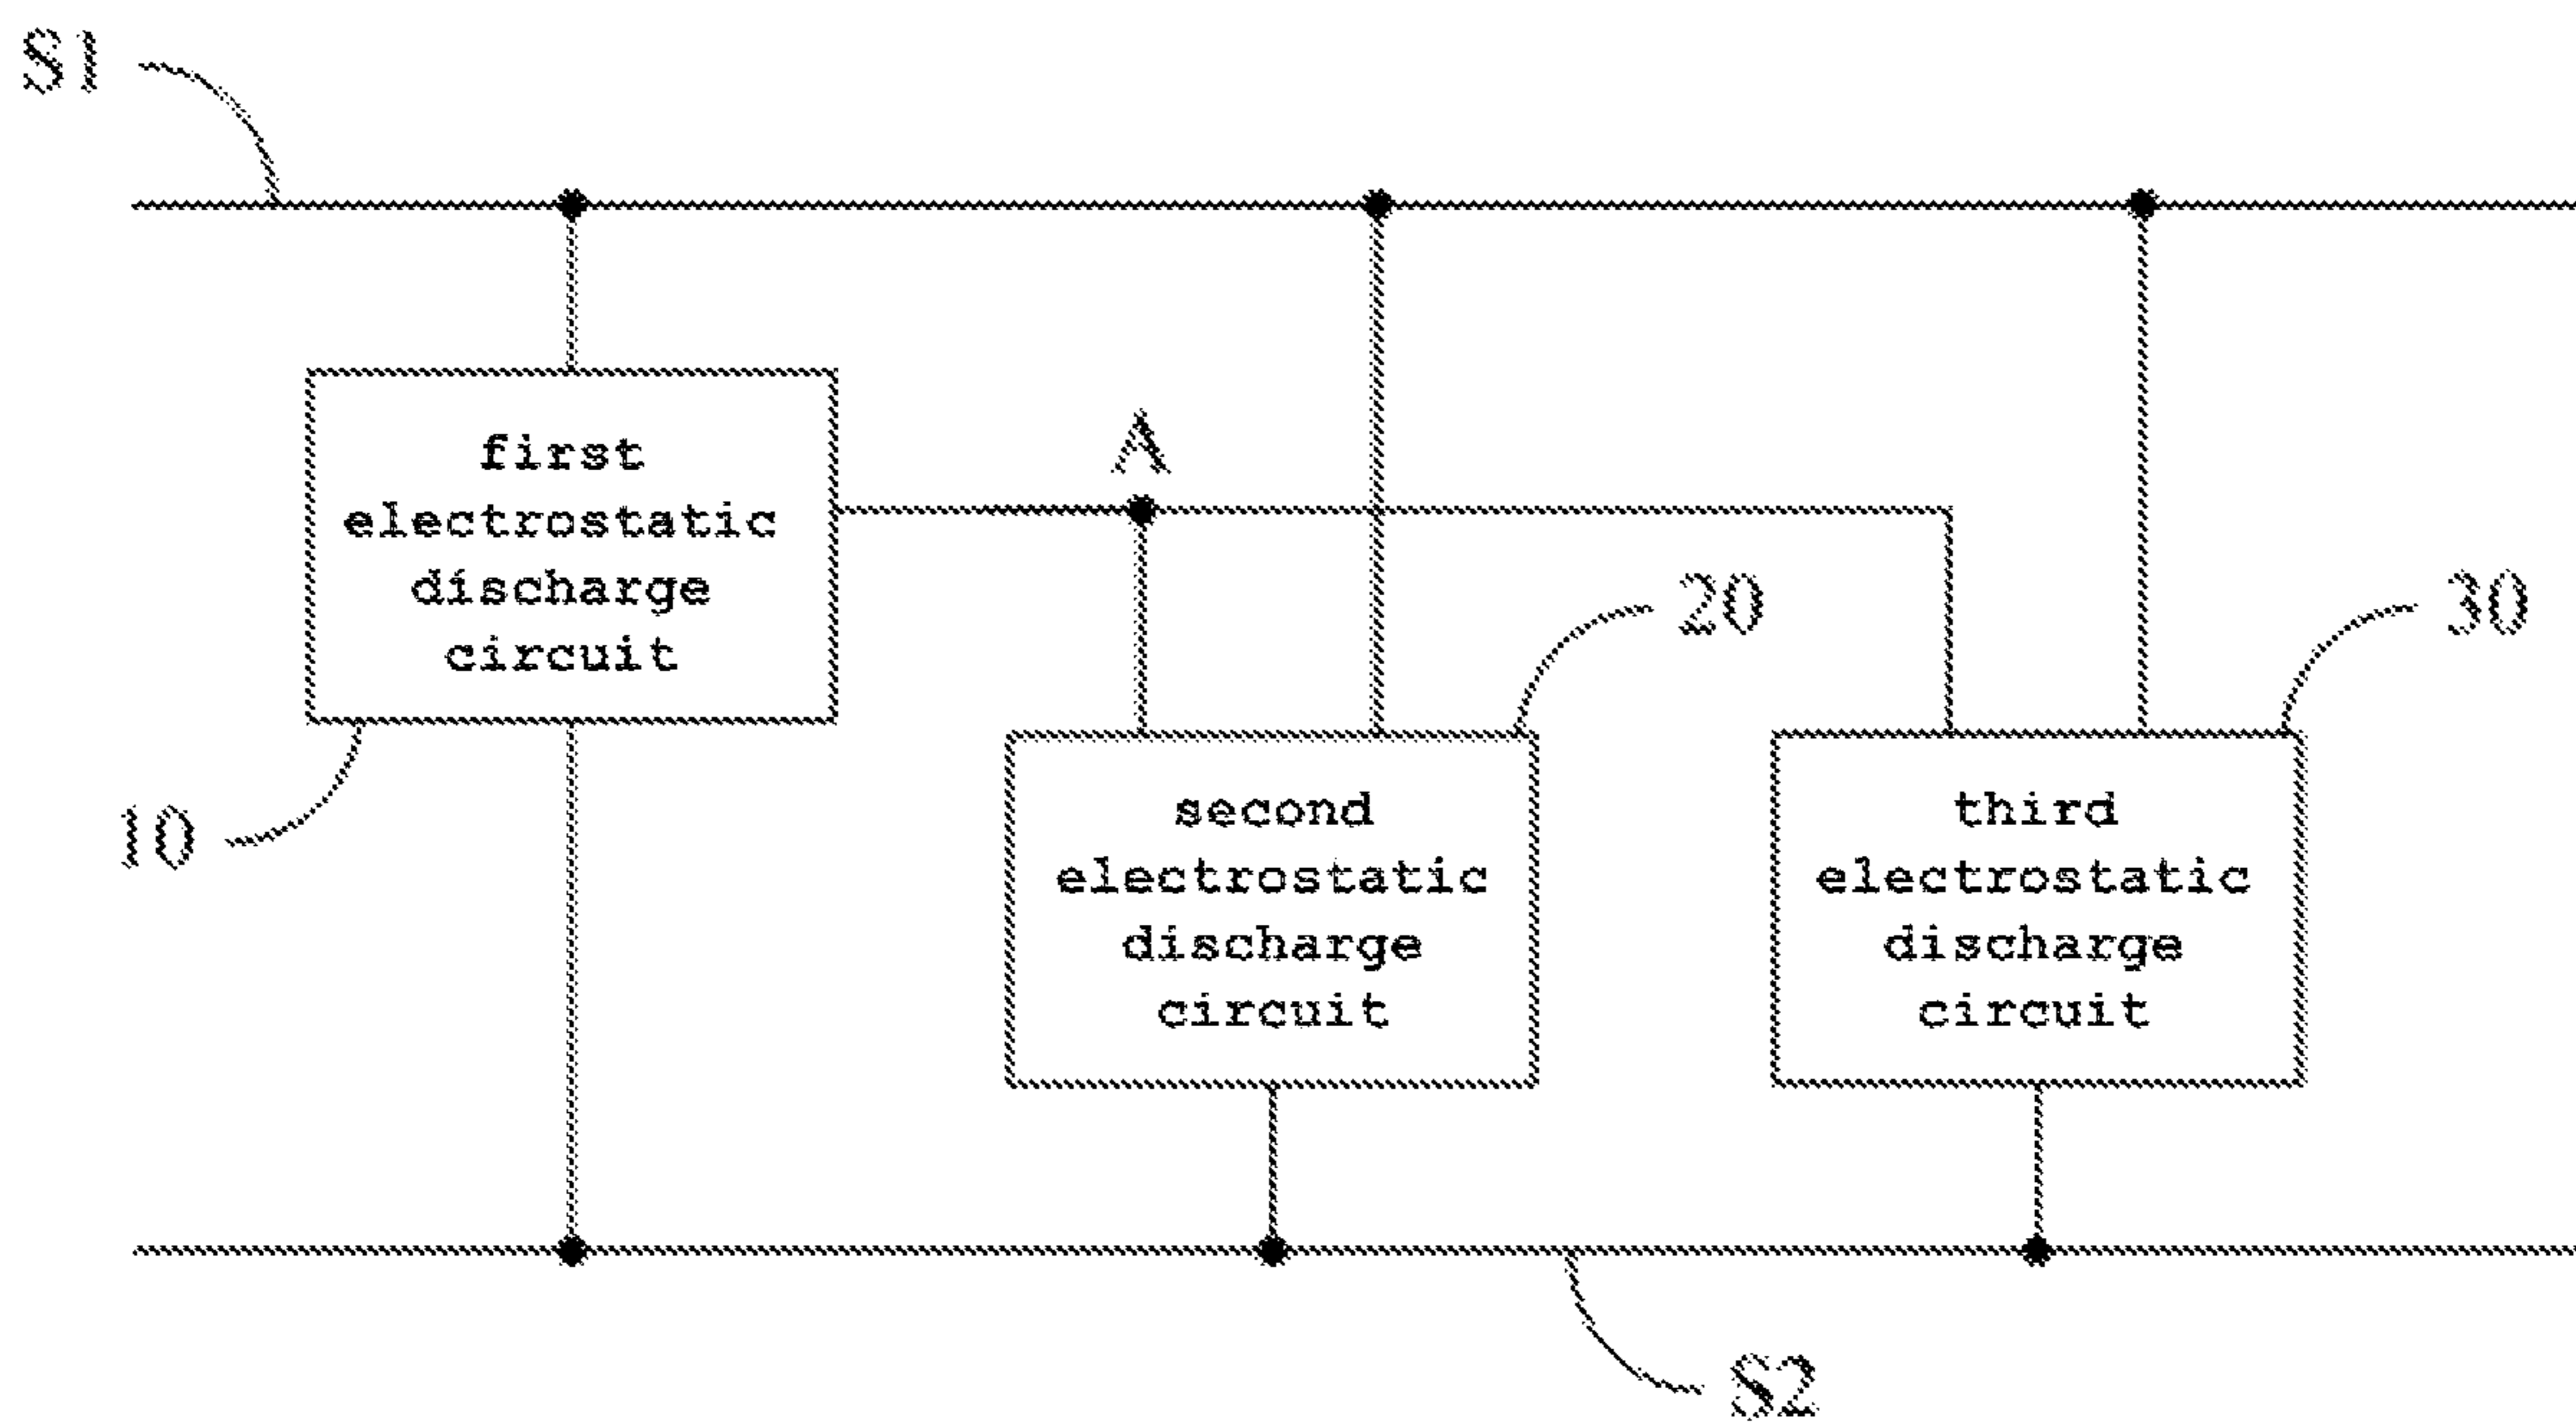 S1
first
electrostatic
discharge
circuit
A
20
30
10
second
electrostatic
discharge
circuit
third
electrostatic
discharge
circuit
S2